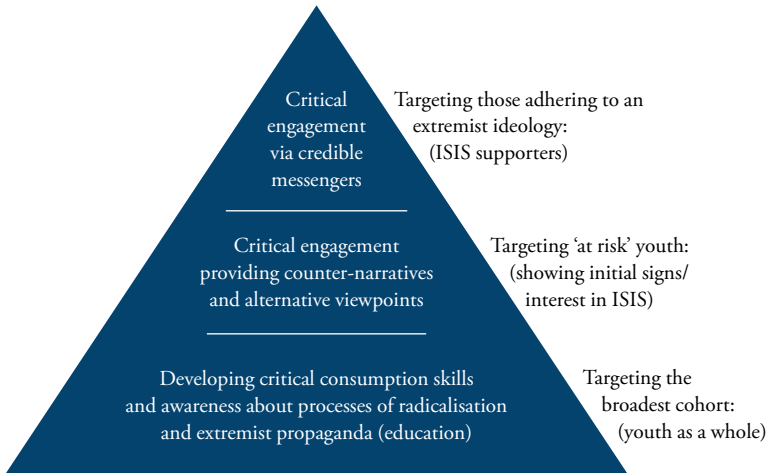 Critical
engagement
via credible
messengers
Targeting those adhering to an
extremist ideology:
(ISIS supporters)
Critical engagement
providing counter-narratives
and alternative viewpoints
Targeting ‘at risk’ youth:
(showing initial signs/
interest in ISIS)
Developing critical consumption skills
and awareness about processes of radicalisation
and extremist propaganda (education)
Targeting the
broadest cohort:
(youth as a whole)